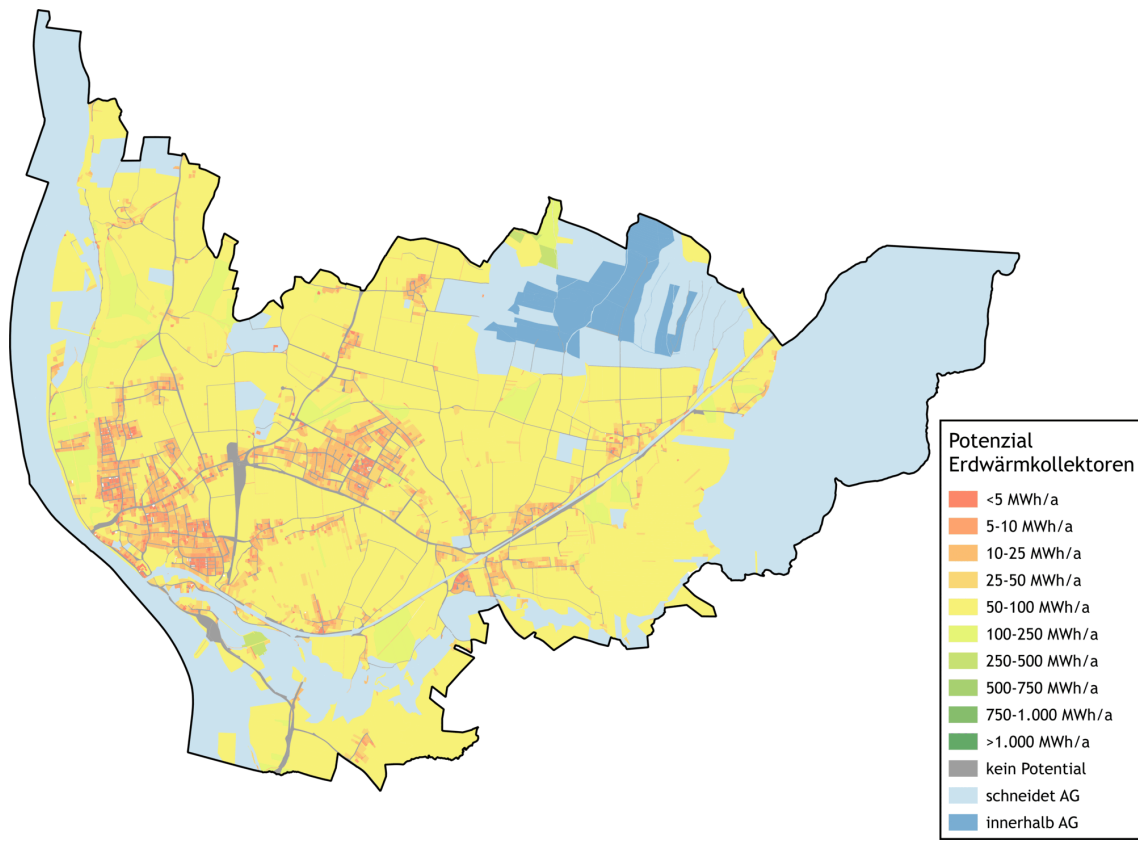 Potenzial
Erdwärmkollektoren
<5 MWh/a
5-10 MWh/a
10-25 MWh/a
25-50 MWh/a
50-100 MWh/a
100-250 MWh/a
250-500 MWh/a
500-750 MWh/a
750-1.000 MWh/a
>1.000 MWh/a
kein Potential
schneidet AG
innerhalb AG